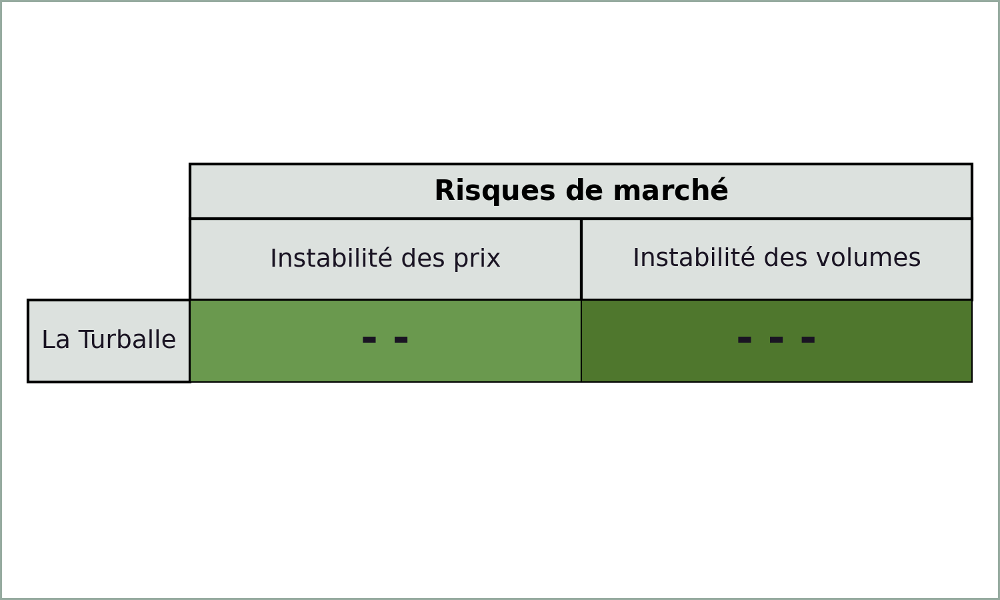 Risques de marché
Instabilité des prix
Instabilité des volumes
La Turballe
- -
- - -